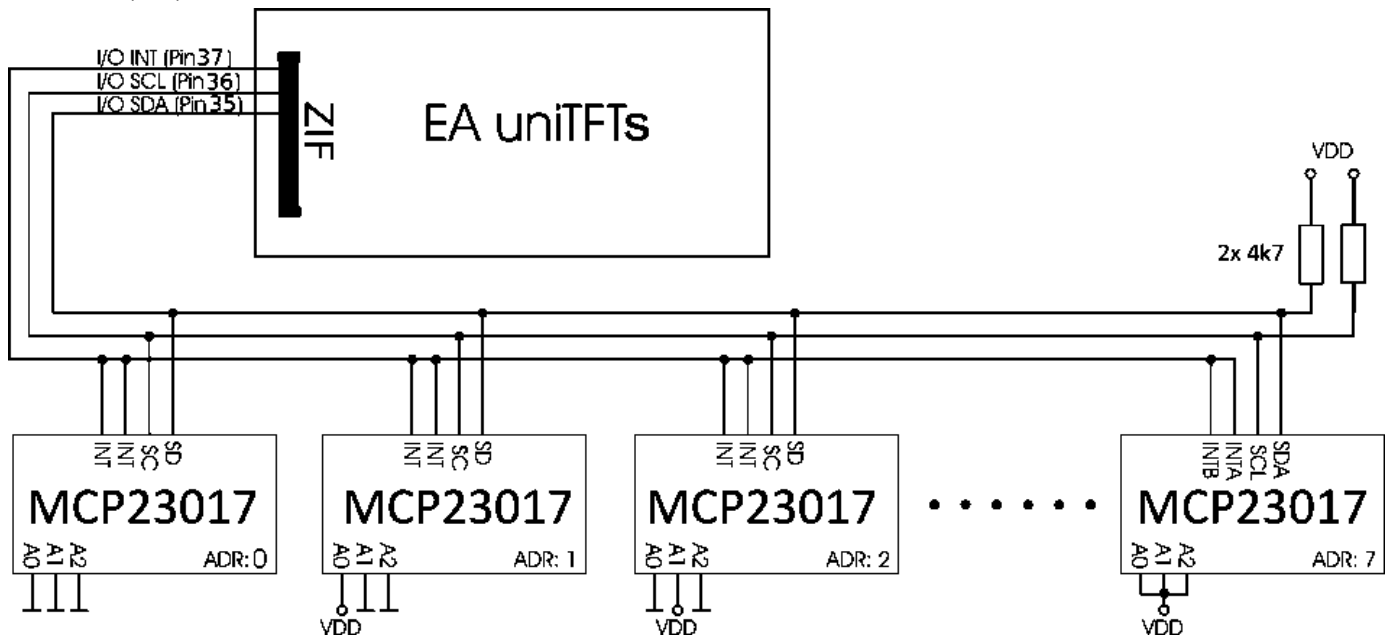 I/O INT (Pin37)
I/O SCL (Pin36)
I/O SDA (Pin35)
ZIF
EA uniTFTs
VDD
2x 4k7
INT INT SC SD
INT INT SC SD
INT INT SC SD
INTB INTA SCL SDA
MCP23017
MCP23017
MCP23017
MCP23017
A0 A1 A2 ADR: 0
A0 A1 A2 ADR: 1
A0 A1 A2 ADR: 2
A0 A1 A2 ADR: 7
VDD
VDD
VDD